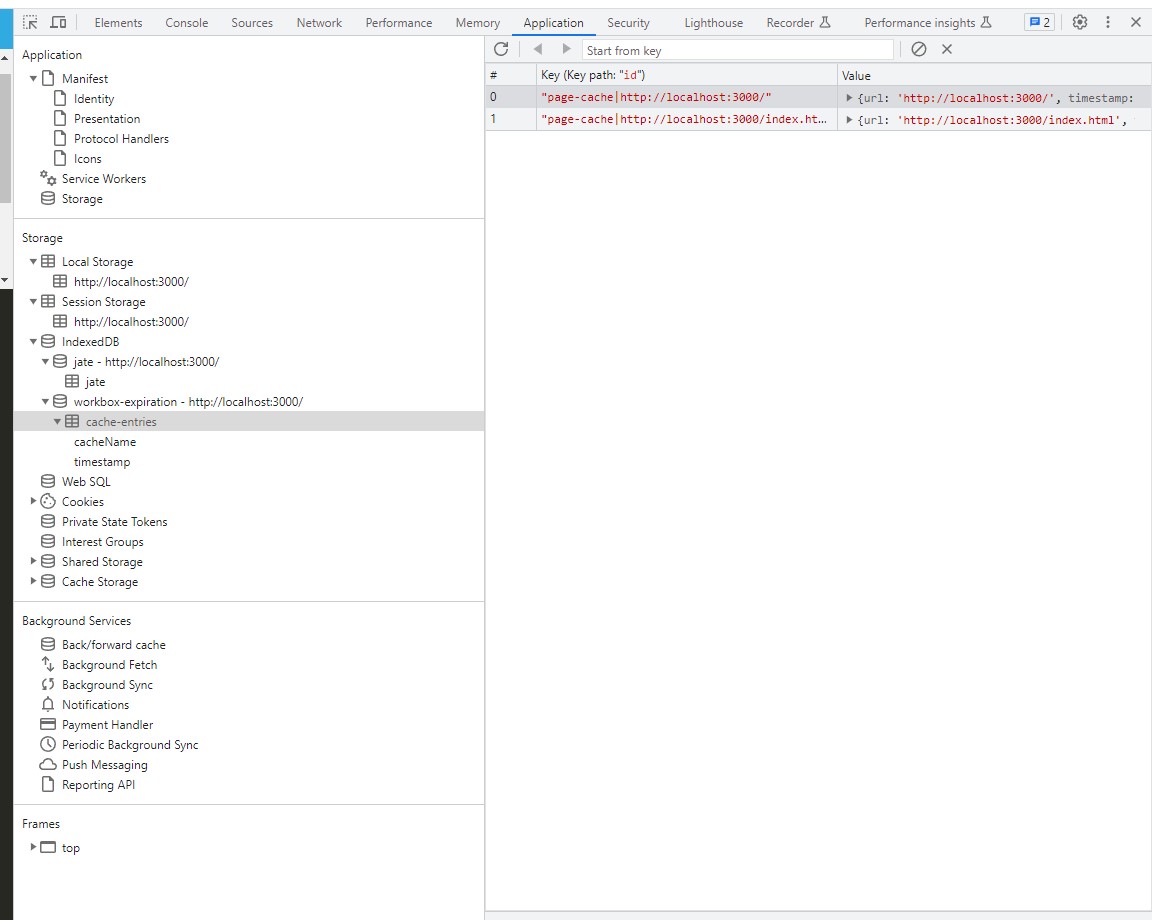 Elements Console Sources Network Performance Memory Application Security Lighthouse Recorder Performance insights 2
Application
Manifest
Identity
Presentation
Protocol Handlers
Icons
Service Workers
Storage
Storage
Local Storage
http://localhost:3000/
Session Storage
http://localhost:3000/
IndexedDB
jate - http://localhost:3000/
jate
workbox-expiration - http://localhost:3000/
cache-entries
cacheName
timestamp
Web SQL
Cookies
Private State Tokens
Interest Groups
Shared Storage
Cache Storage
Background Services
Back/forward cache
Background Fetch
Background Sync
Notifications
Payment Handler
Periodic Background Sync
Push Messaging
Reporting API
Frames
top
Start from key
# Key (Key path: "id") Value
0 "page-cache|http://localhost:3000/" {url: 'http://localhost:3000/', timestamp:
1 "page-cache|http://localhost:3000/index.ht... {url: 'http://localhost:3000/index.html',